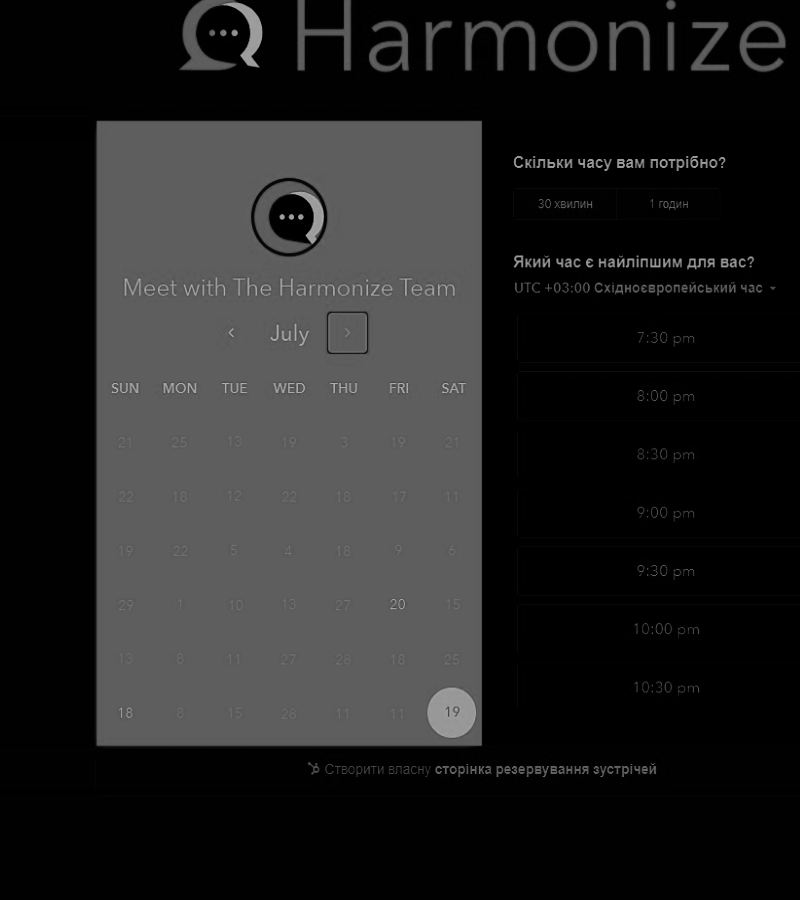 Harmonize
Meet with The Harmonize Team
July
SUN MON TUE WED THU FRI SAT
21 25 13 19 3 19 21
22 18 12 22 18 17 11
19 22 5 4 18 9 6
29 1 10 13 27 20 15
13 8 11 27 28 18 25
18 8 15 28 11 11 19
Скільки часу вам потрібно?
30 хвилин 1 годин
Який час є найліпшим для вас?
UTC +03:00 Східноєвропейський час
7:30 pm
8:00 pm
8:30 pm
9:00 pm
9:30 pm
10:00 pm
10:30 pm
Створити власну сторінка резервування зустрічей